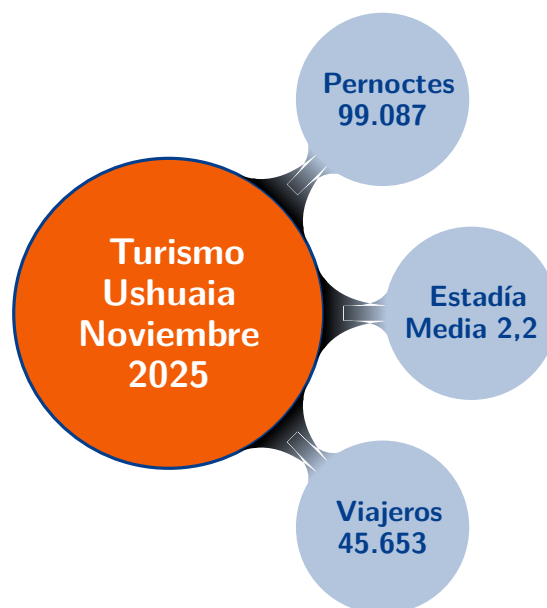 Pernoctes
99.087
Turismo
Ushuaia
Noviembre
2025
Estadía
Media 2,2
Viajeros
45.653